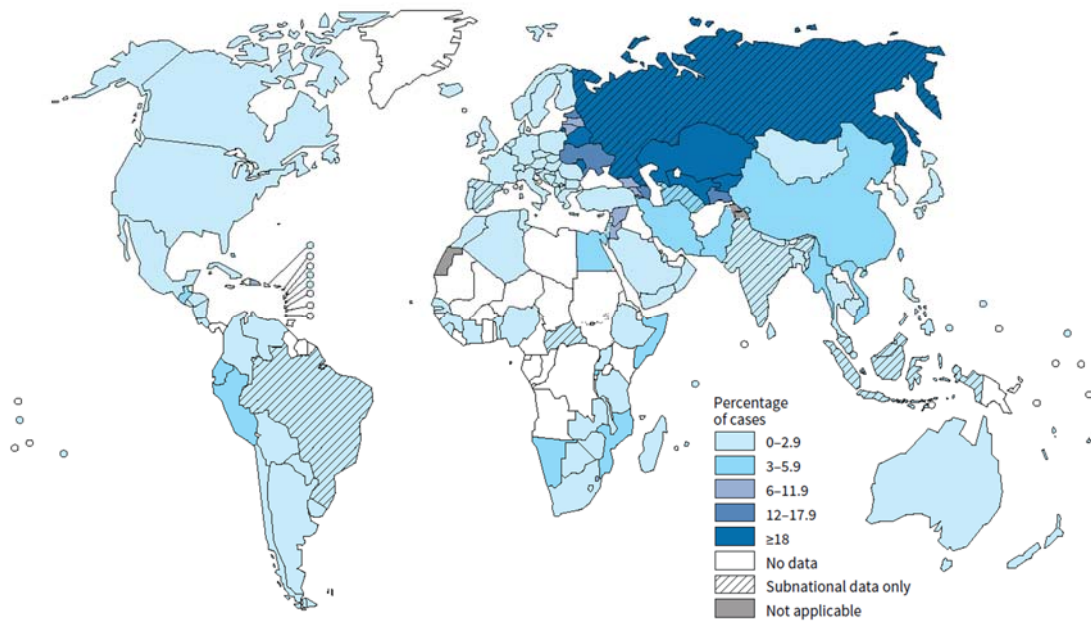 Percentage
of cases
0–2.9
3–5.9
6–11.9
12–17.9
≥18
No data
Subnational data only
Not applicable